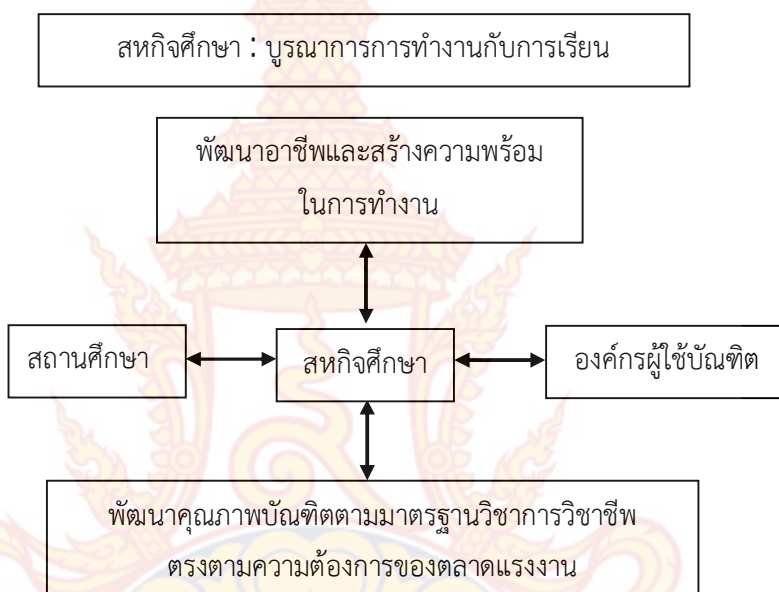 สหกิจศึกษา : บูรณาการการทำงานกับการเรียน
พัฒนาอาชีพและสร้างความพร้อม
ในการทำงาน
สถานศึกษา
สหกิจศึกษา
องค์กรผู้ใช้บัณฑิต
พัฒนาคุณภาพบัณฑิตตามมาตรฐานวิชาการวิชาชีพ
ตรงตามความต้องการของตลาดแรงงาน